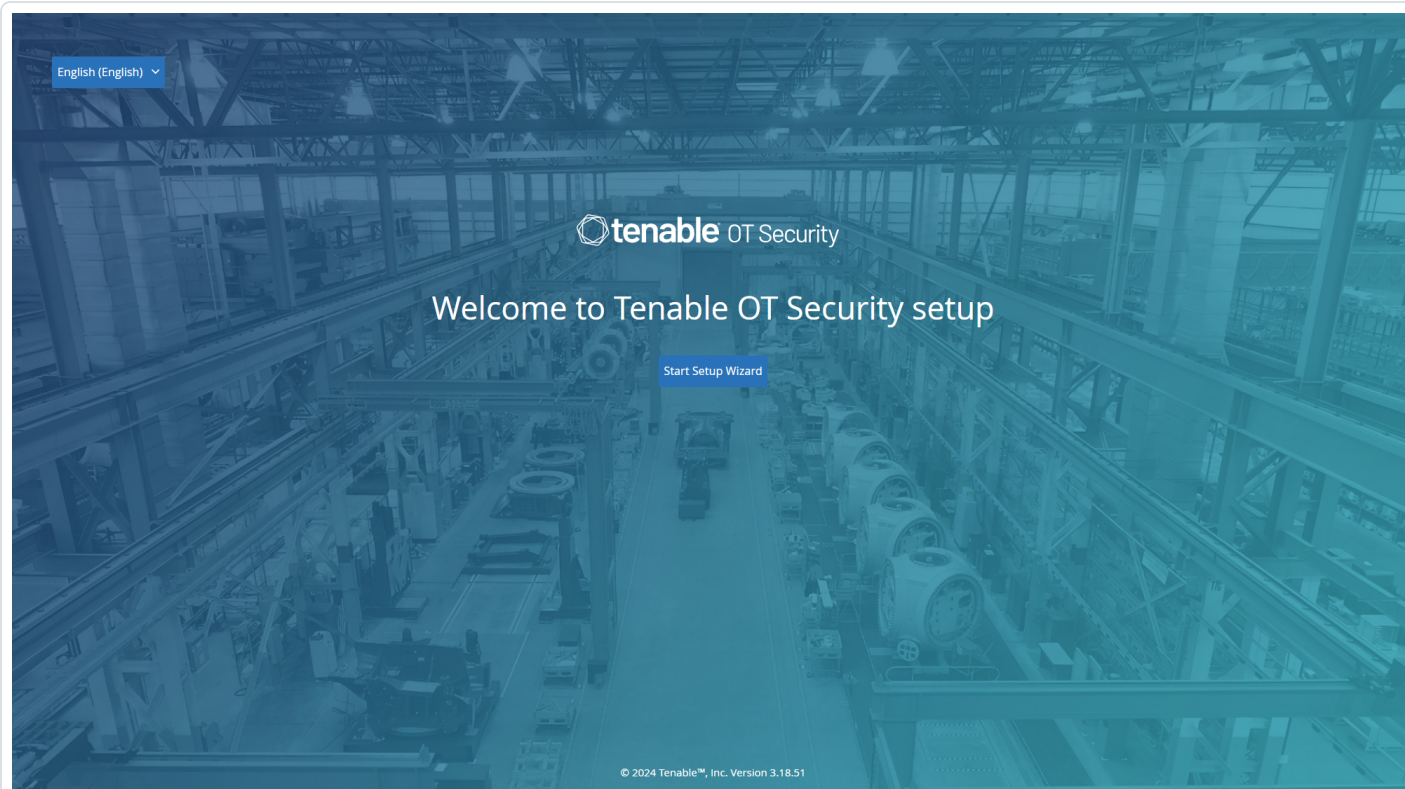 English (English)
tenable OT Security
Welcome to Tenable OT Security setup
Start Setup Wizard
© 2024 Tenable™, Inc. Version 3.18.51